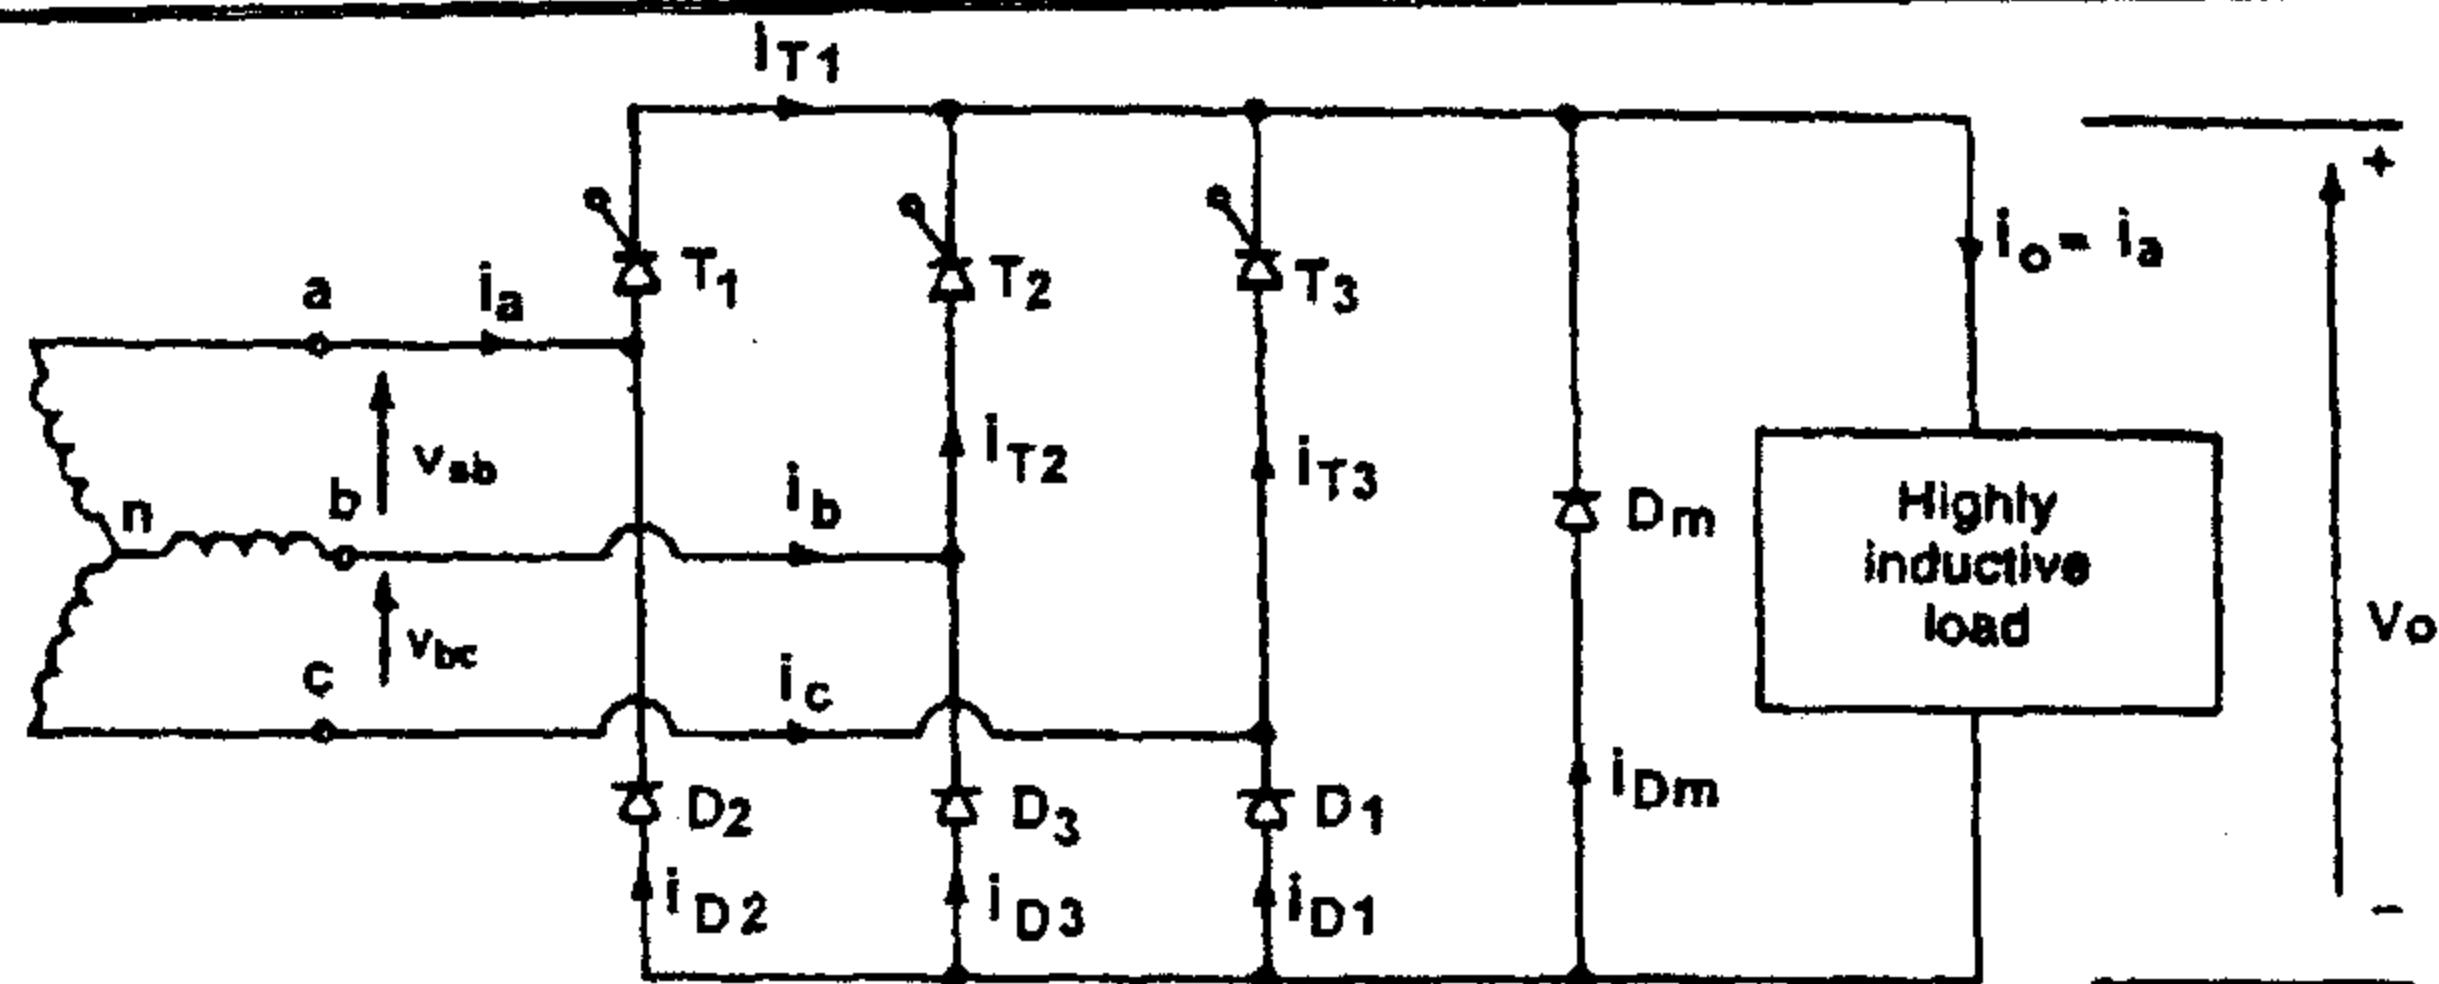 iT1
T1
T2
T3
a
ia
io = ia
+
vab
iT2
iT3
n
b
ib
Dm
Highly
inductive
load
vbc
Vo
c
ic
iDm
D2
D3
D1
iD2
iD3
iD1
−